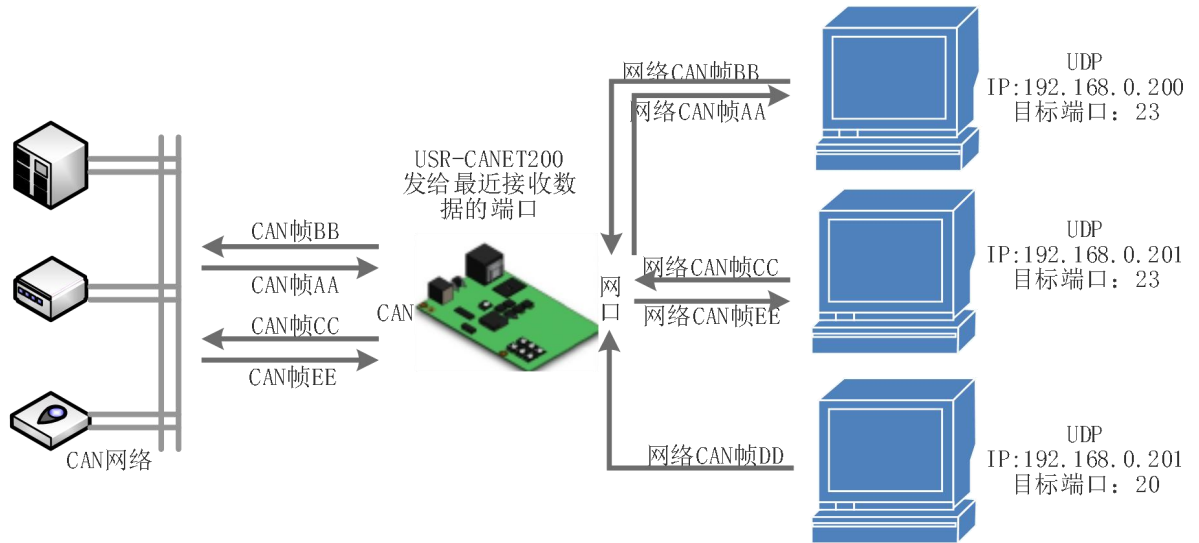 网络CAN帧BB
网络CAN帧AA
UDP
IP:192.168.0.200
目标端口：23
USR-CANET200
发给最近接收数
据的端口
CAN帧BB
CAN帧AA
CAN
CAN帧CC
CAN帧EE
网
口
网络CAN帧CC
网络CAN帧EE
UDP
IP:192.168.0.201
目标端口：23
CAN网络
网络CAN帧DD
UDP
IP:192.168.0.201
目标端口：20